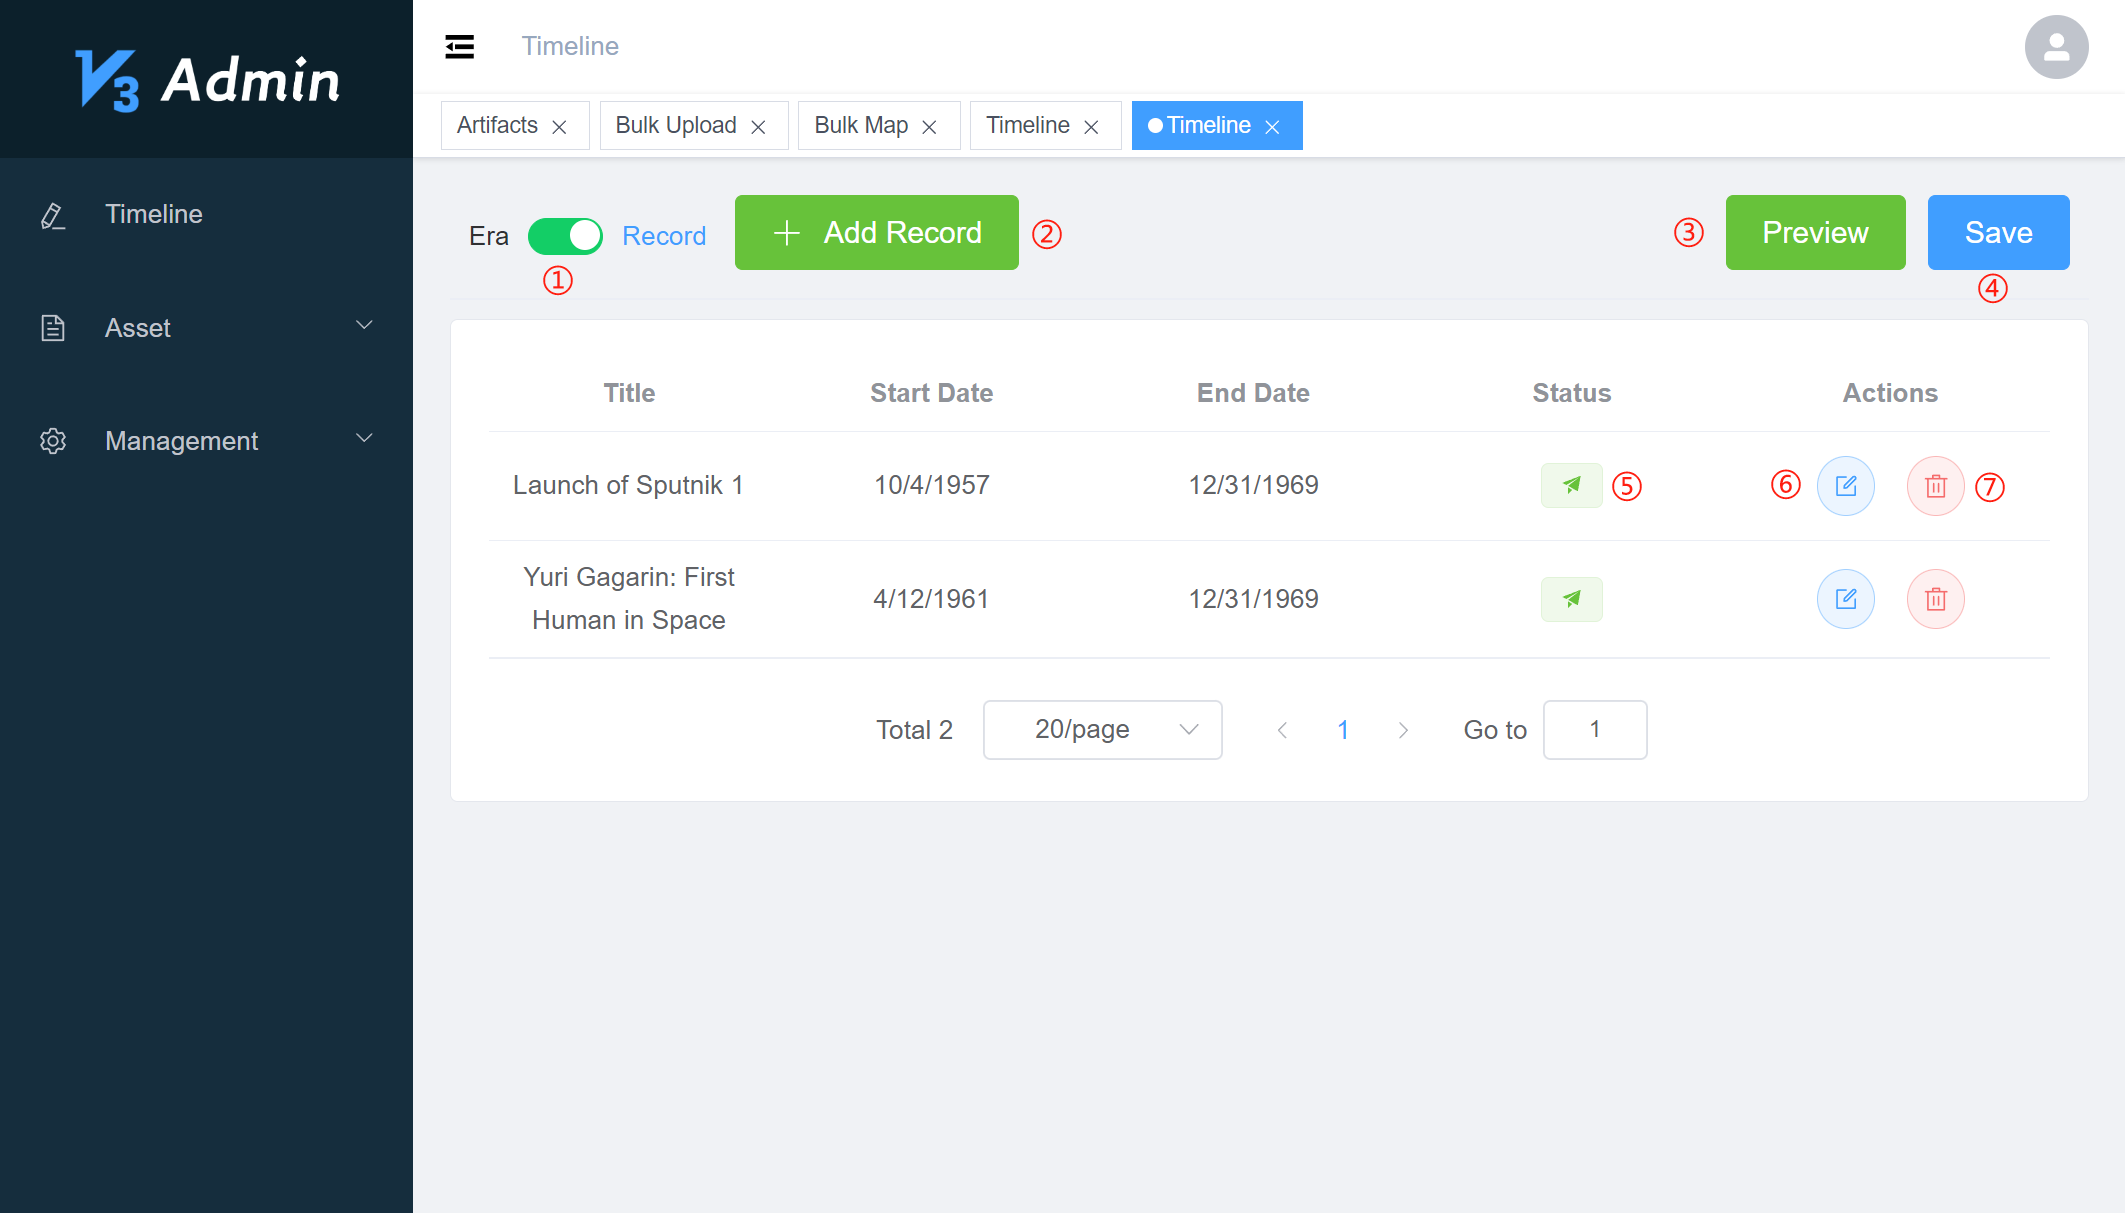 V3 Admin
Timeline
Asset
Management
Timeline
Artifacts
Bulk Upload
Bulk Map
Timeline
Timeline
Era
Record
①
Add Record
②
③
Preview
Save
④
Title Start Date End Date Status Actions
Launch of Sputnik 1 10/4/1957 12/31/1969 ⑤ ⑥ ⑦
Yuri Gagarin: First
Human in Space
4/12/1961 12/31/1969
Total 2 20/page 1 Go to 1